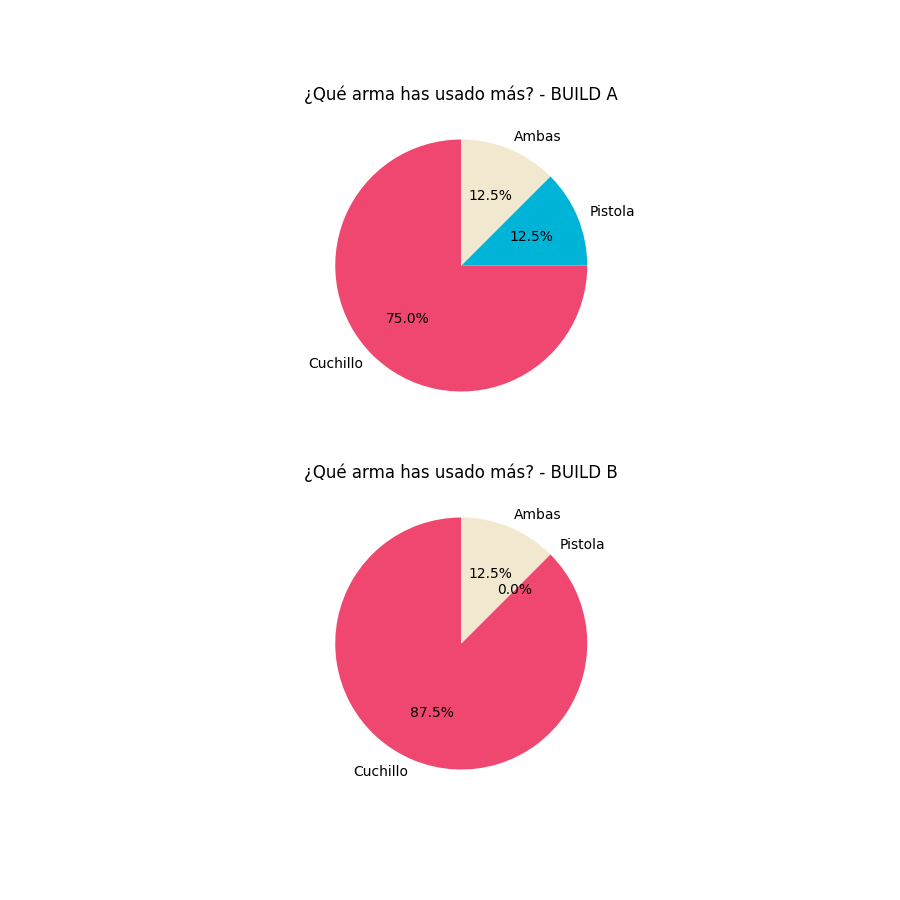 ¿Qué arma has usado más? - BUILD A
Ambas
12.5%
Pistola
12.5%
75.0%
Cuchillo
¿Qué arma has usado más? - BUILD B
Ambas
Pistola
12.5%
0.0%
87.5%
Cuchillo